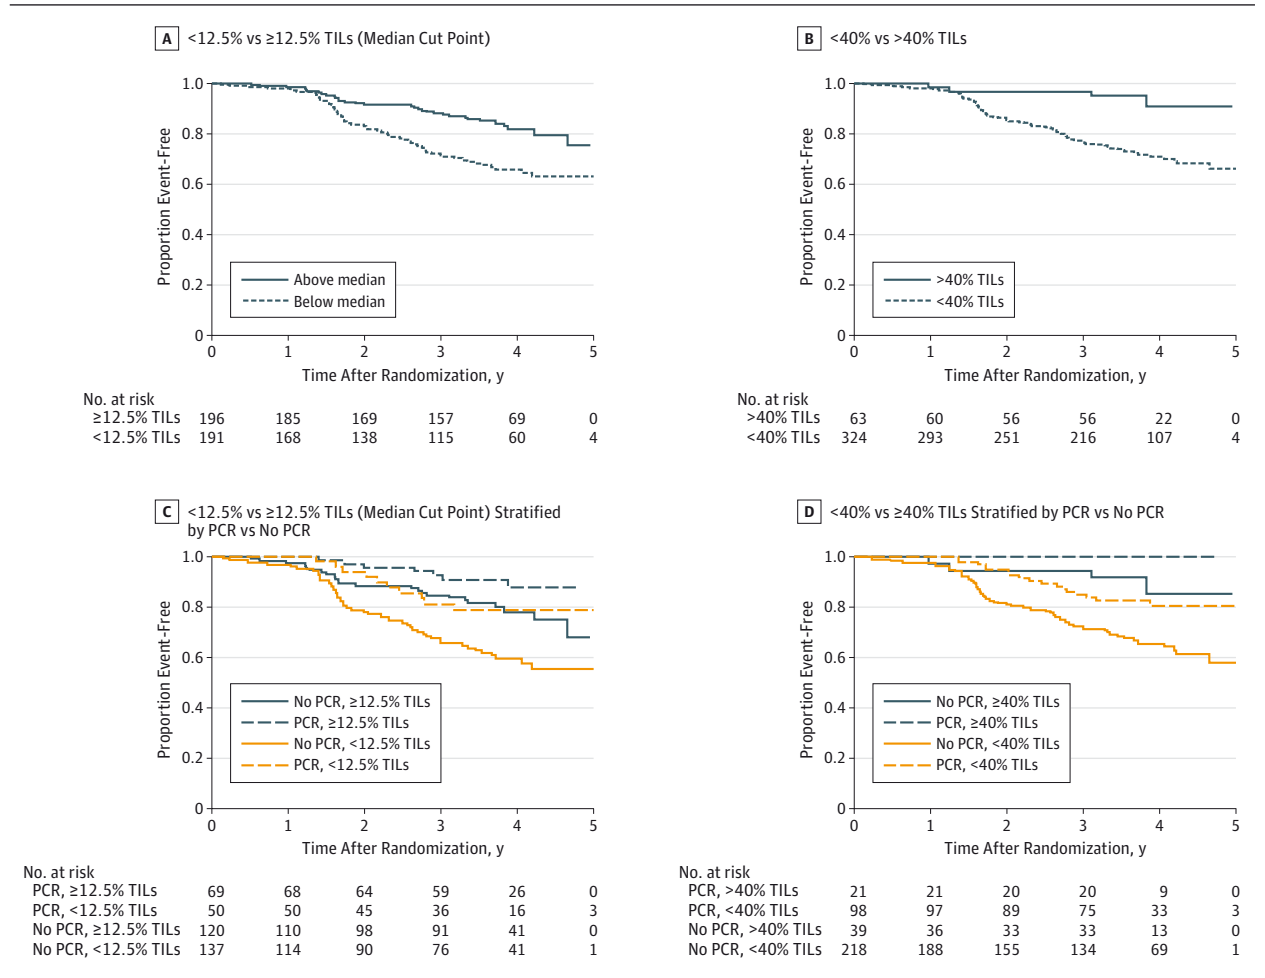 A <12.5% vs ≥12.5% TILs (Median Cut Point)
1.0
0.8
0.6
0.4
0.2
0
Proportion Event-Free
Above median
Below median
0 1 2 3 4 5
Time After Randomization, y
No. at risk
≥12.5% TILs 196 185 169 157 69 0
<12.5% TILs 191 168 138 115 60 4
B <40% vs >40% TILs
1.0
0.8
0.6
0.4
0.2
0
Proportion Event-Free
>40% TILs
<40% TILs
0 1 2 3 4 5
Time After Randomization, y
No. at risk
>40% TILs 63 60 56 56 22 0
<40% TILs 324 293 251 216 107 4
C <12.5% vs ≥12.5% TILs (Median Cut Point) Stratified
by PCR vs No PCR
1.0
0.8
0.6
0.4
0.2
0
Proportion Event-Free
No PCR, ≥12.5% TILs
PCR, ≥12.5% TILs
No PCR, <12.5% TILs
PCR, <12.5% TILs
0 1 2 3 4 5
Time After Randomization, y
No. at risk
PCR, ≥12.5% TILs 69 68 64 59 26 0
PCR, <12.5% TILs 50 50 45 36 16 3
No PCR, ≥12.5% TILs 120 110 98 91 41 0
No PCR, <12.5% TILs 137 114 90 76 41 1
D <40% vs ≥40% TILs Stratified by PCR vs No PCR
1.0
0.8
0.6
0.4
0.2
0
Proportion Event-Free
No PCR, ≥40% TILs
PCR, ≥40% TILs
No PCR, <40% TILs
PCR, <40% TILs
0 1 2 3 4 5
Time After Randomization, y
No. at risk
PCR, >40% TILs 21 21 20 20 9 0
PCR, <40% TILs 98 97 89 75 33 3
No PCR, >40% TILs 39 36 33 33 13 0
No PCR, <40% TILs 218 188 155 134 69 1